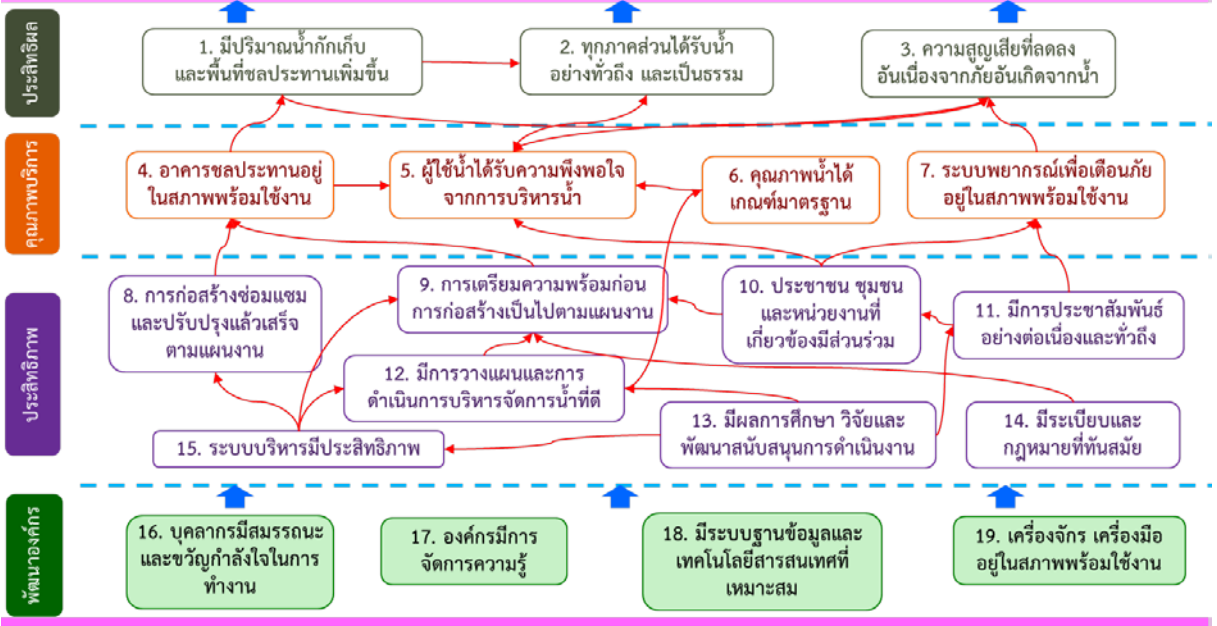 ประสิทธิผล
1. มีปริมาณน้ำกักเก็บ
และพื้นที่ชลประทานเพิ่มขึ้น
2. ทุกภาคส่วนได้รับน้ำ
อย่างทั่วถึง และเป็นธรรม
3. ความสูญเสียที่ลดลง
อันเนื่องจากภัยอันเกิดจากน้ำ
คุณภาพบริการ
4. อาคารชลประทานอยู่
ในสภาพพร้อมใช้งาน
5. ผู้ใช้น้ำได้รับความพึงพอใจ
จากการบริหารน้ำ
6. คุณภาพน้ำได้
เกณฑ์มาตรฐาน
7. ระบบพยากรณ์เพื่อเตือนภัย
อยู่ในสภาพพร้อมใช้งาน
ประสิทธิภาพ
8. การก่อสร้างซ่อมแซม
และปรับปรุงแล้วเสร็จ
ตามแผนงาน
9. การเตรียมความพร้อมก่อน
การก่อสร้างเป็นไปตามแผนงาน
10. ประชาชน ชุมชน
และหน่วยงานที่
เกี่ยวข้องมีส่วนร่วม
11. มีการประชาสัมพันธ์
อย่างต่อเนื่องและทั่วถึง
12. มีการวางแผนและการ
ดำเนินการบริหารจัดการน้ำที่ดี
13. มีผลการศึกษา วิจัยและ
พัฒนาสนับสนุนการดำเนินงาน
14. มีระเบียบและ
กฎหมายที่ทันสมัย
15. ระบบบริหารมีประสิทธิภาพ
พัฒนาองค์กร
16. บุคลากรมีสมรรถนะ
และขวัญกำลังใจในการ
ทำงาน
17. องค์กรมีการ
จัดการความรู้
18. มีระบบฐานข้อมูลและ
เทคโนโลยีสารสนเทศที่
เหมาะสม
19. เครื่องจักร เครื่องมือ
อยู่ในสภาพพร้อมใช้งาน